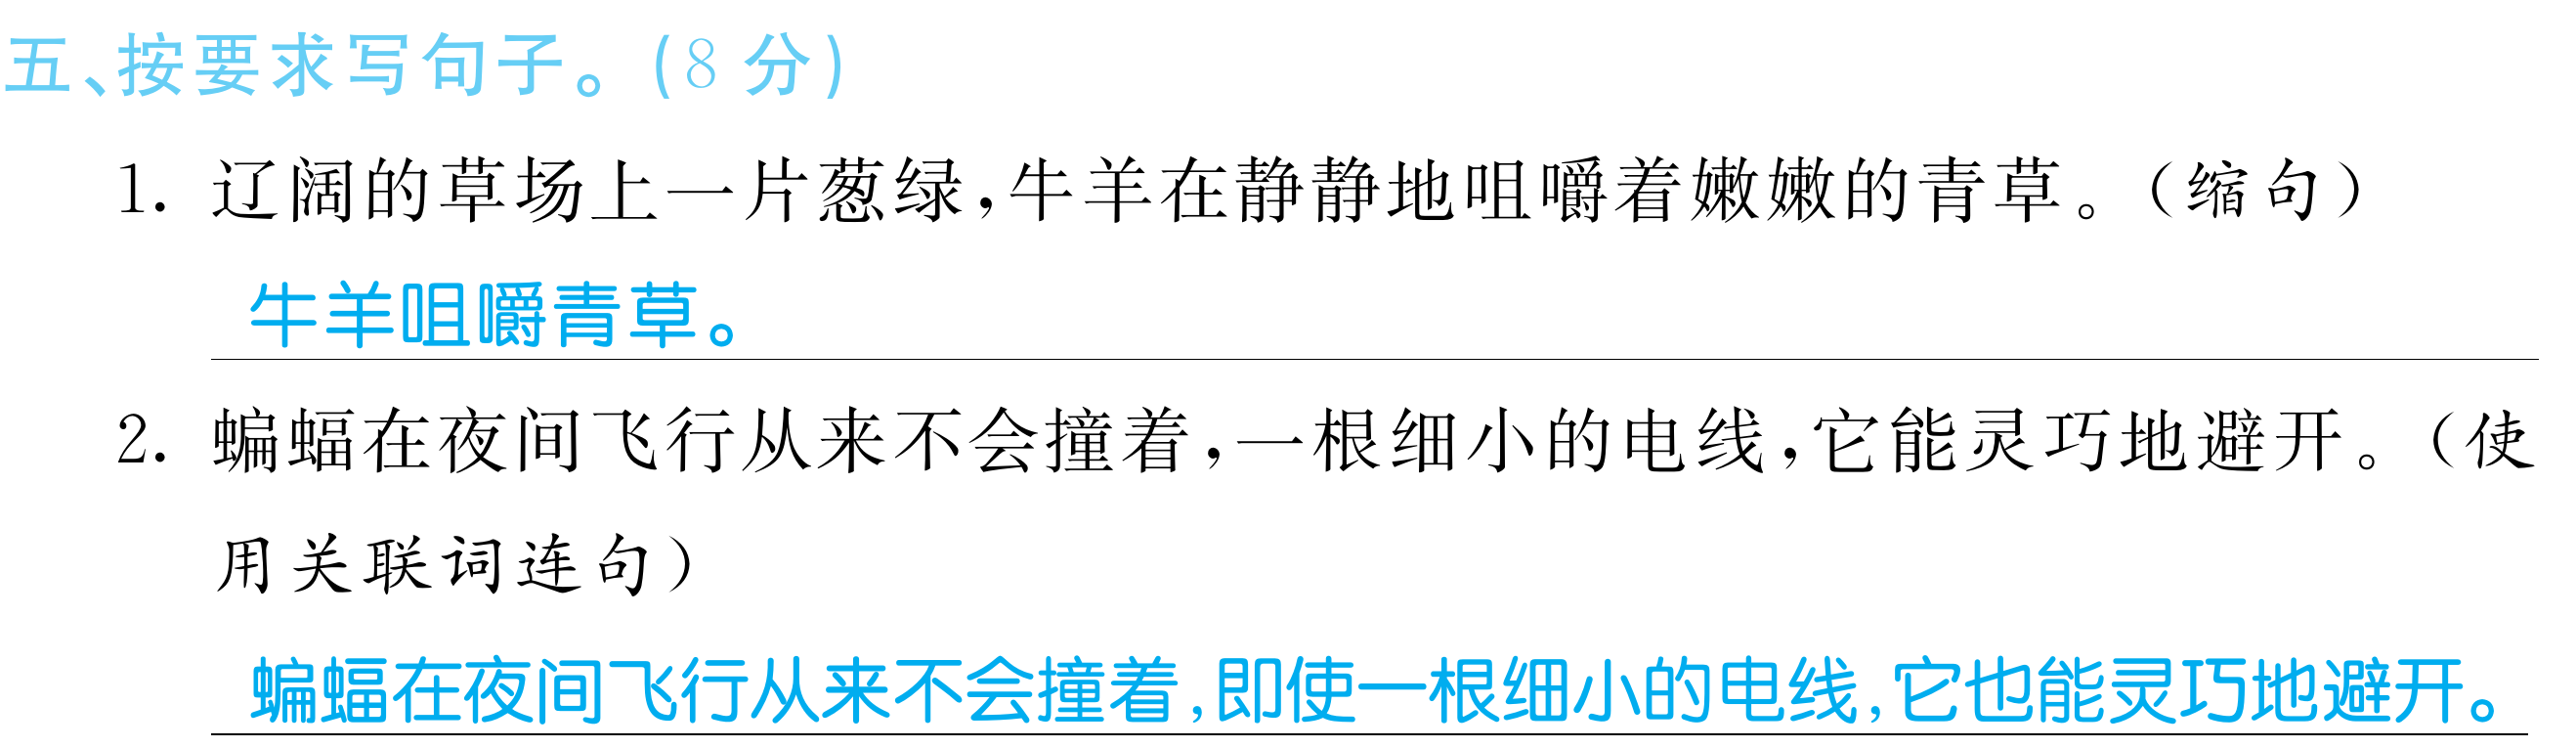 五、按要求写句子。(8 分)
1. 辽阔的草场上一片葱绿,牛羊在静静地咀嚼着嫩嫩的青草。(缩句)
牛羊咀嚼青草。
2. 蝙蝠在夜间飞行从来不会撞着,一根细小的电线,它能灵巧地避开。(使
用关联词连句)
蝙蝠在夜间飞行从来不会撞着,即使一根细小的电线,它也能灵巧地避开。